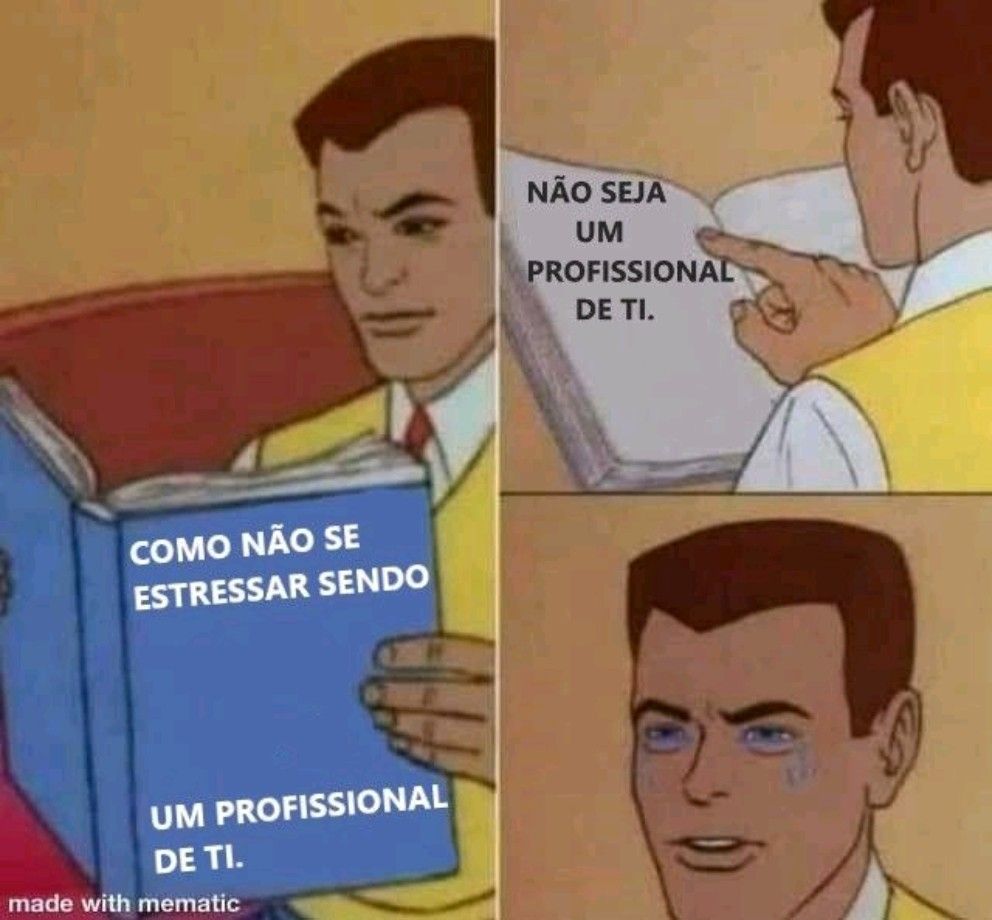 COMO NÃO SE
ESTRESSAR SENDO
UM PROFISSIONAL
DE TI.
NÃO SEJA
UM
PROFISSIONAL
DE TI.
made with mematic